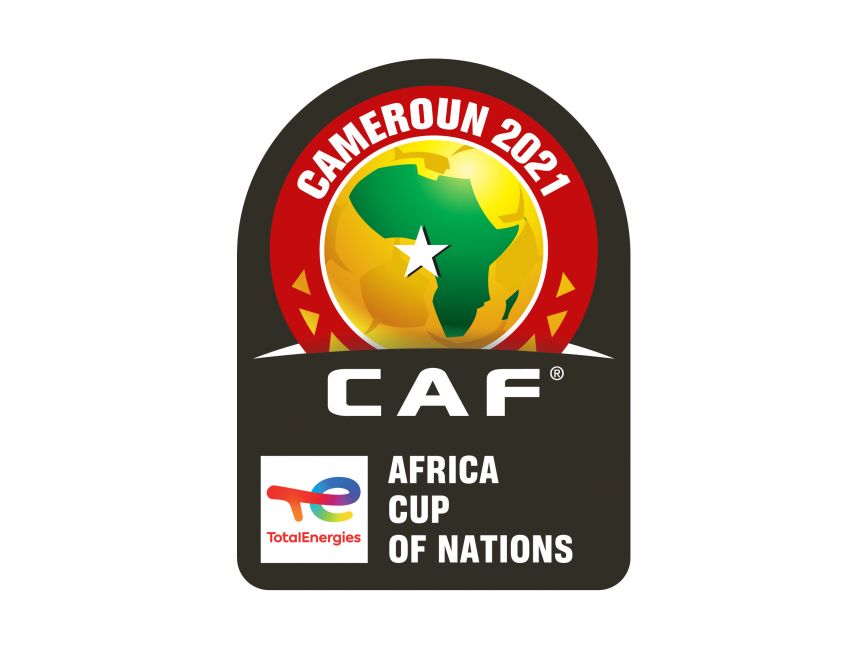 CAMEROUN 2021
CAF®
TotalEnergies
AFRICA
CUP
OF NATIONS